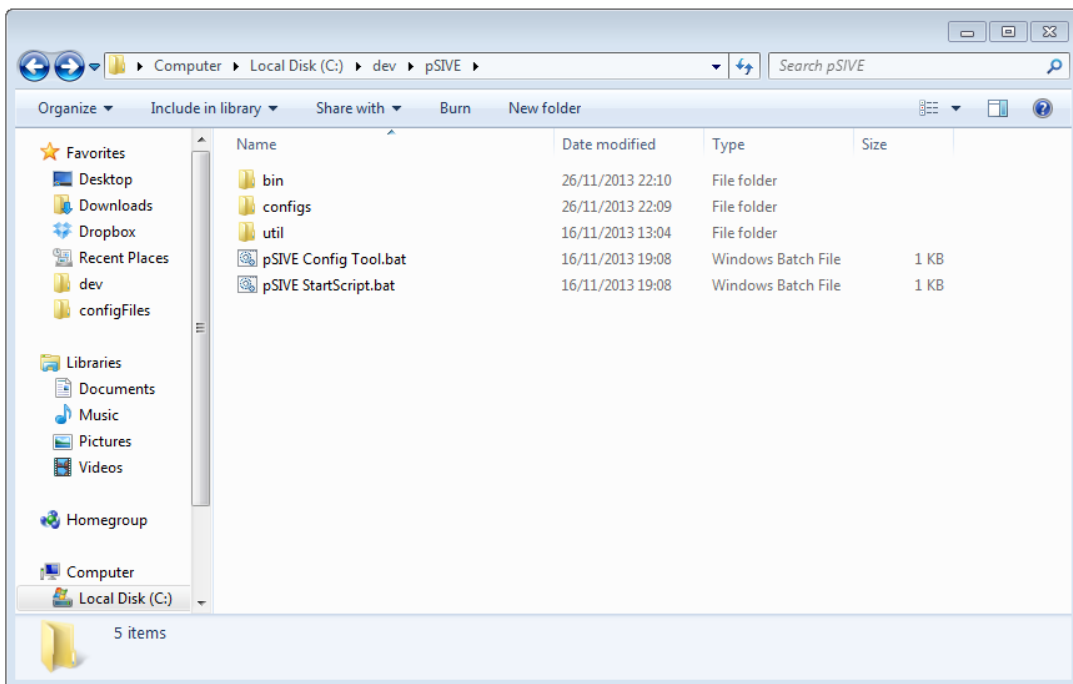 Computer Local Disk (C:) dev pSIVE Search pSIVE
Organize Include in library Share with Burn New folder
Favorites
Desktop
Downloads
Dropbox
Recent Places
dev
configFiles
Libraries
Documents
Music
Pictures
Videos
Homegroup
Computer
Local Disk (C:)
Name Date modified Type Size
bin 26/11/2013 22:10 File folder
configs 26/11/2013 22:09 File folder
util 16/11/2013 13:04 File folder
pSIVE Config Tool.bat 16/11/2013 19:08 Windows Batch File 1 KB
pSIVE StartScript.bat 16/11/2013 19:08 Windows Batch File 1 KB
5 items